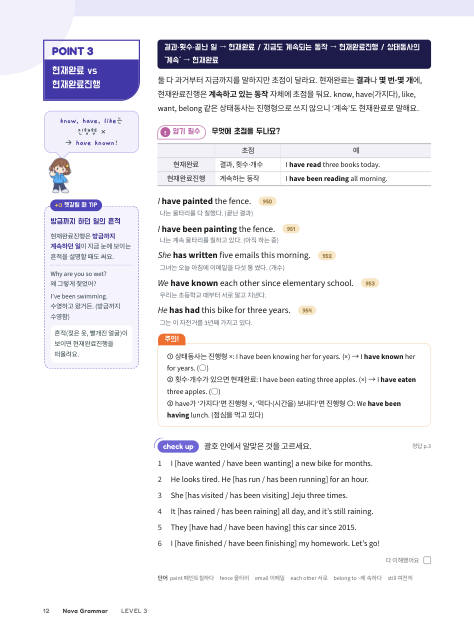 POINT 3
현재완료 vs
현재완료진행
know, have, like는
진행형 ×
→ have known!
헷갈릴 때 TIP
방금까지 하던 일의 흔적
현재완료진행은 방금까지
계속하던 일이 지금 눈에 보이는
흔적을 설명할 때도 써요.
Why are you so wet?
왜 그렇게 젖었어?
I've been swimming.
수영하고 왔거든. (방금까지
수영함)
흔적(젖은 옷, 빨개진 얼굴)이
보이면 현재완료진행을
떠올려요.
결과·횟수·끝난 일 → 현재완료 / 지금도 계속되는 동작 → 현재완료진행 / 상태동사의
'계속' → 현재완료
둘 다 과거부터 지금까지를 말하지만 초점이 달라요. 현재완료는 결과나 몇 번·몇 개에,
현재완료진행은 계속하고 있는 동작 자체에 초점을 둬요. know, have(가지다), like,
want, belong 같은 상태동사는 진행형으로 쓰지 않으니 '계속'도 현재완료로 말해요.
! 암기 필수 무엇에 초점을 두나요?
초점 예
현재완료 결과, 횟수·개수 I have read three books today.
현재완료진행 계속하는 동작 I have been reading all morning.
I have painted the fence. 950
나는 울타리를 다 칠했다. (끝난 결과)
I have been painting the fence. 951
나는 계속 울타리를 칠하고 있다. (아직 하는 중)
She has written five emails this morning. 952
그녀는 오늘 아침에 이메일을 다섯 통 썼다. (개수)
We have known each other since elementary school. 953
우리는 초등학교 때부터 서로 알고 지낸다.
He has had this bike for three years. 954
그는 이 자전거를 3년째 가지고 있다.
주의!
① 상태동사는 진행형 ×: I have been knowing her for years. (×) → I have known her
for years. (○)
② 횟수·개수가 있으면 현재완료: I have been eating three apples. (×) → I have eaten
three apples. (○)
③ have가 '가지다'면 진행형 ×, '먹다·(시간을) 보내다'면 진행형 ○: We have been
having lunch. (점심을 먹고 있다)
check up 괄호 안에서 알맞은 것을 고르세요. 정답 p.3
1 I [have wanted / have been wanting] a new bike for months.
2 He looks tired. He [has run / has been running] for an hour.
3 She [has visited / has been visiting] Jeju three times.
4 It [has rained / has been raining] all day, and it's still raining.
5 They [have had / have been having] this car since 2015.
6 I [have finished / have been finishing] my homework. Let's go!
다 이해했어요
단어 paint 페인트칠하다 fence 울타리 email 이메일 each other 서로 belong to ~에 속하다 still 여전히
12 Nova Grammar LEVEL 3